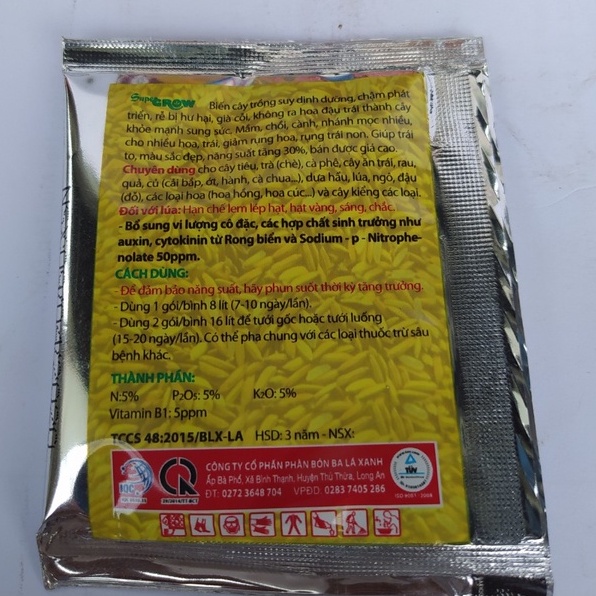 Super GROW Biến cây trồng suy dinh dưỡng, chậm phát
triển, rễ bị hư hại, già cỗi, không ra hoa đậu trái thành cây
khỏe mạnh sung sức. Mầm, chồi, cành, nhánh mọc nhiều,
cho nhiều hoa, trái, giảm rụng hoa, rụng trái non. Giúp trái
to, màu sắc đẹp, năng suất tăng 30%, bán được giá cao.
Chuyên dùng cho cây tiêu, trà (chè), cà phê, cây ăn trái, rau,
quả, củ (cải bắp, ớt, hành, cà chua...), dưa hấu, lúa, ngô, đậu
(đỗ), các loại hoa (hoa hồng, hoa cúc...) và cây kiểng các loại.
Đối với lúa: Hạn chế lem lép hạt, hạt vàng, sáng, chắc.
- Bổ sung vi lượng cô đặc, các hợp chất sinh trưởng như
auxin, cytokinin từ Rong biển và Sodium - p - Nitrophe-
nolate 50ppm.
CÁCH DÙNG:
- Để đảm bảo năng suất, hãy phun suốt thời kỳ tăng trưởng.
- Dùng 1 gói/bình 8 lít (7-10 ngày/lần).
- Dùng 2 gói/bình 16 lít để tưới gốc hoặc tưới luống
(15-20 ngày/lần). Có thể pha chung với các loại thuốc trừ sâu
bệnh khác.
THÀNH PHẦN:
N:5% P₂O₅: 5% K₂O: 5%
Vitamin B1: 5ppm
TCCS 48:2015/BLX-LA HSD: 3 năm - NSX:
CÔNG TY CỔ PHẦN PHÂN BÓN BA LÁ XANH
Ấp Bà Phổ, Xã Bình Thạnh, Huyện Thủ Thừa, Long An
ĐT: 0272 3648 704 VPĐD: 0283 7405 286
TÜV
ISO 9001 - 2008